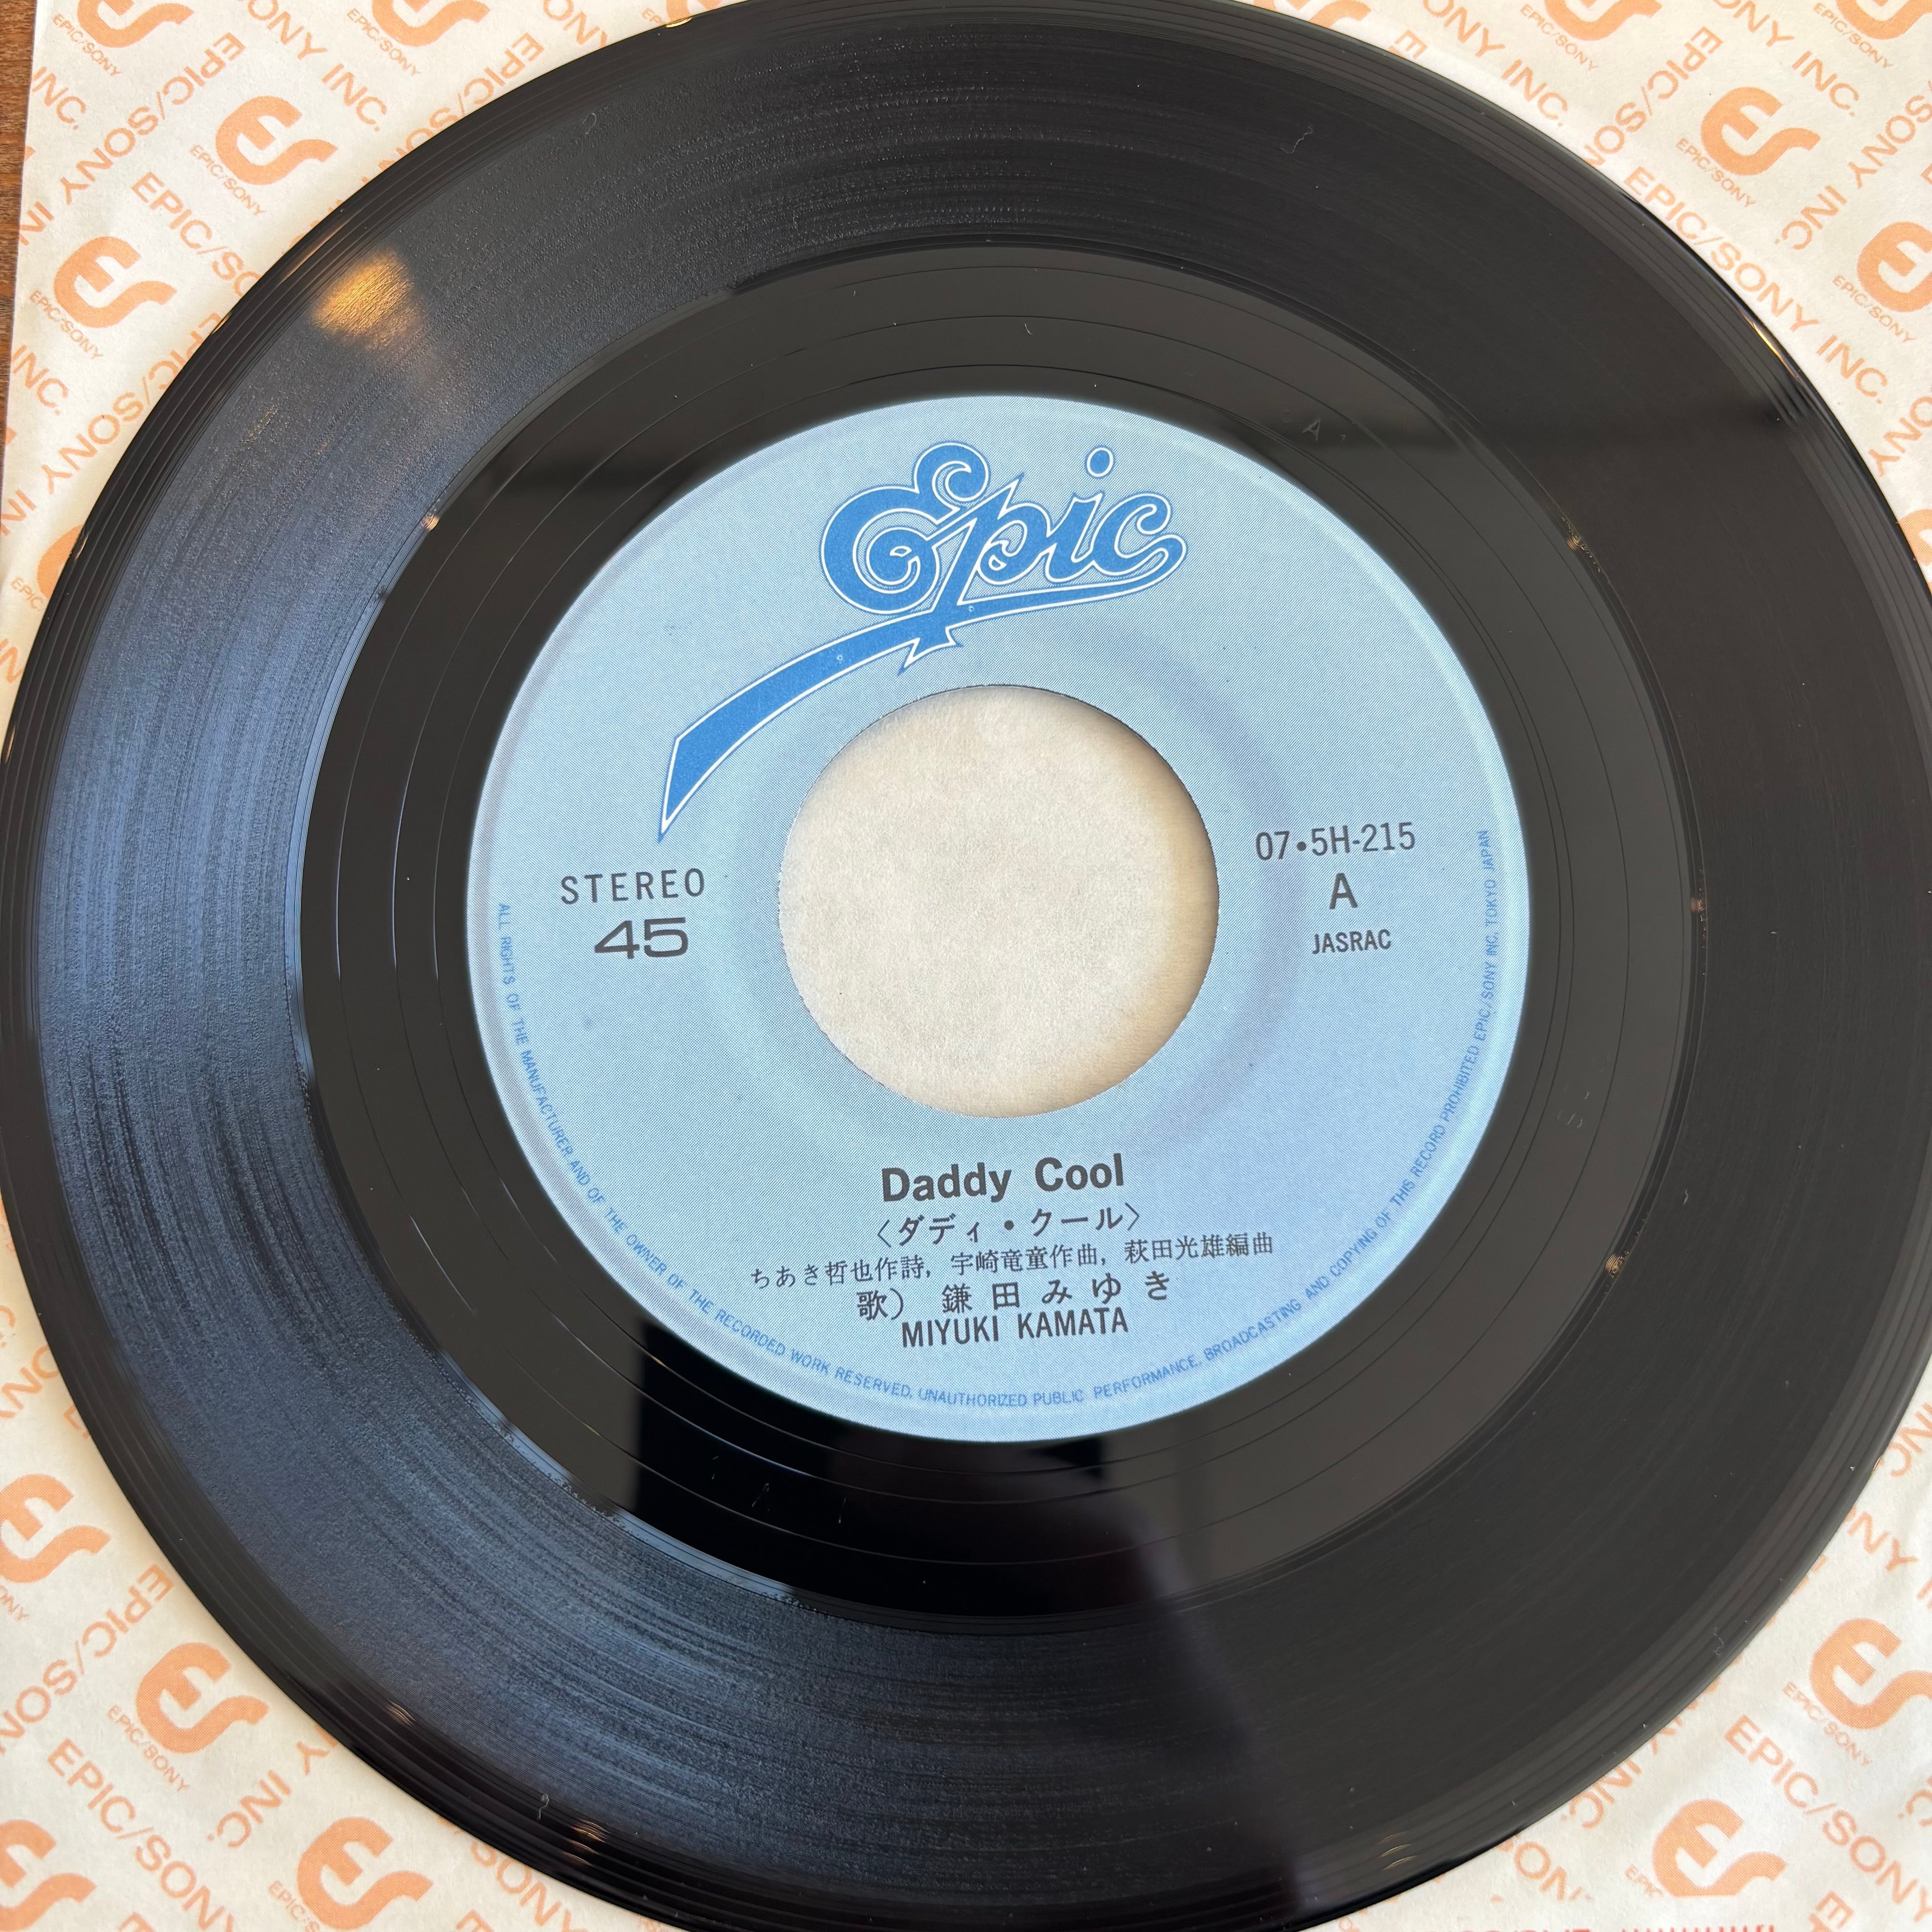 Epic
STEREO
45
07・5H-215
A
JASRAC
Daddy Cool
〈ダディ・クール〉
ちあき哲也作詩, 宇崎竜童作曲, 萩田光雄編曲
歌) 鎌田みゆき
MIYUKI KAMATA
ALL RIGHTS OF THE MANUFACTURER AND OF THE OWNER OF THE RECORDED WORK RESERVED, UNAUTHORIZED PUBLIC PERFORMANCE, BROADCASTING AND COPYING OF THIS RECORD PROHIBITED EPIC/SONY INC, TOKYO JAPAN
EPIC/SONY INC.
EPIC/SONY